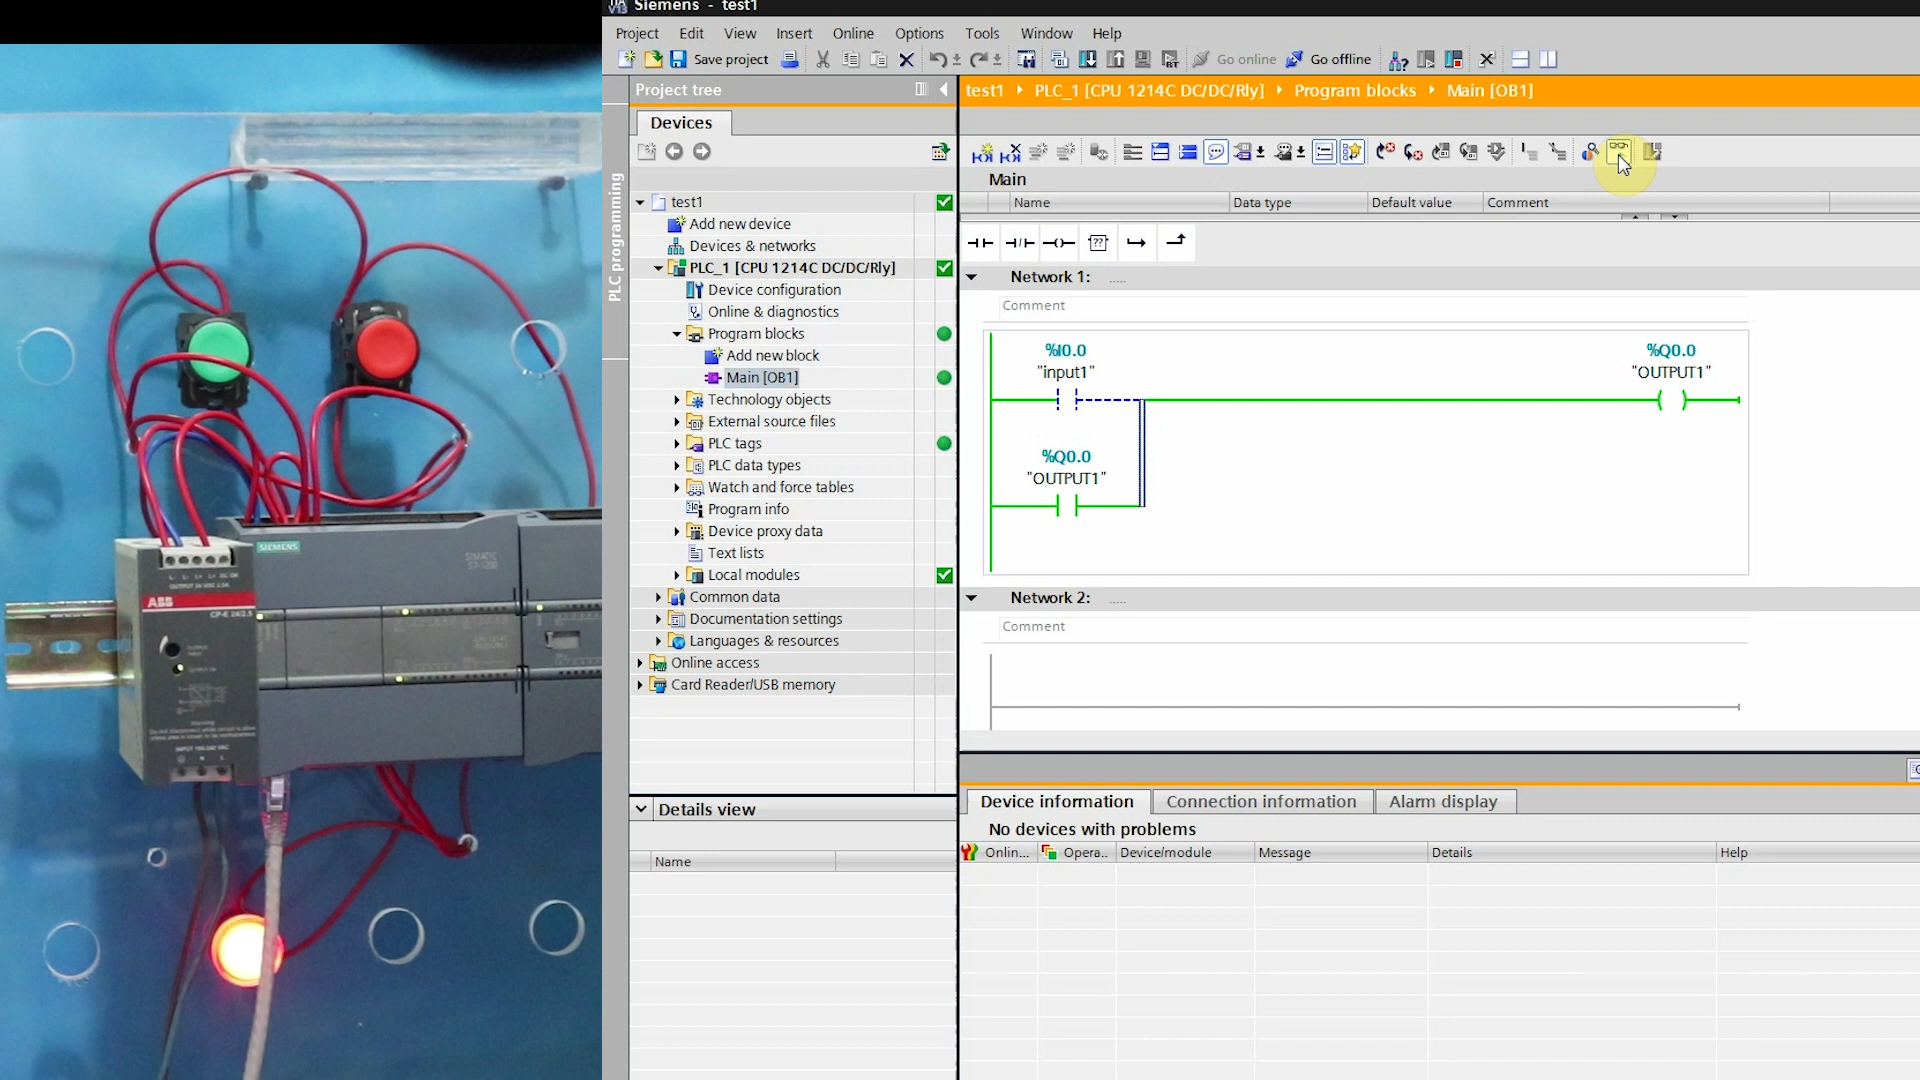 Siemens - test1
Project Edit View Insert Online Options Tools Window Help
Save project
Go online
Go offline
Project tree
test1 PLC_1 [CPU 1214C DC/DC/Rly] Program blocks Main [OB1]
Devices
PLC programming
Main
Name Data type Default value Comment
test1
Add new device
Devices & networks
PLC_1 [CPU 1214C DC/DC/Rly]
Device configuration
Online & diagnostics
Program blocks
Add new block
Main [OB1]
Technology objects
External source files
PLC tags
PLC data types
Watch and force tables
Program info
Device proxy data
Text lists
Local modules
Common data
Documentation settings
Languages & resources
Online access
Card Reader/USB memory
Details view
Name
??
Network 1: .....
Comment
%I0.0
"input1"
%Q0.0
"OUTPUT1"
%Q0.0
"OUTPUT1"
Network 2: .....
Comment
Device information Connection information Alarm display
No devices with problems
Onlin... Opera.. Device/module Message Details Help
SIEMENS
SIMATIC
S7-1200
ABB
CP-E 24/2.5